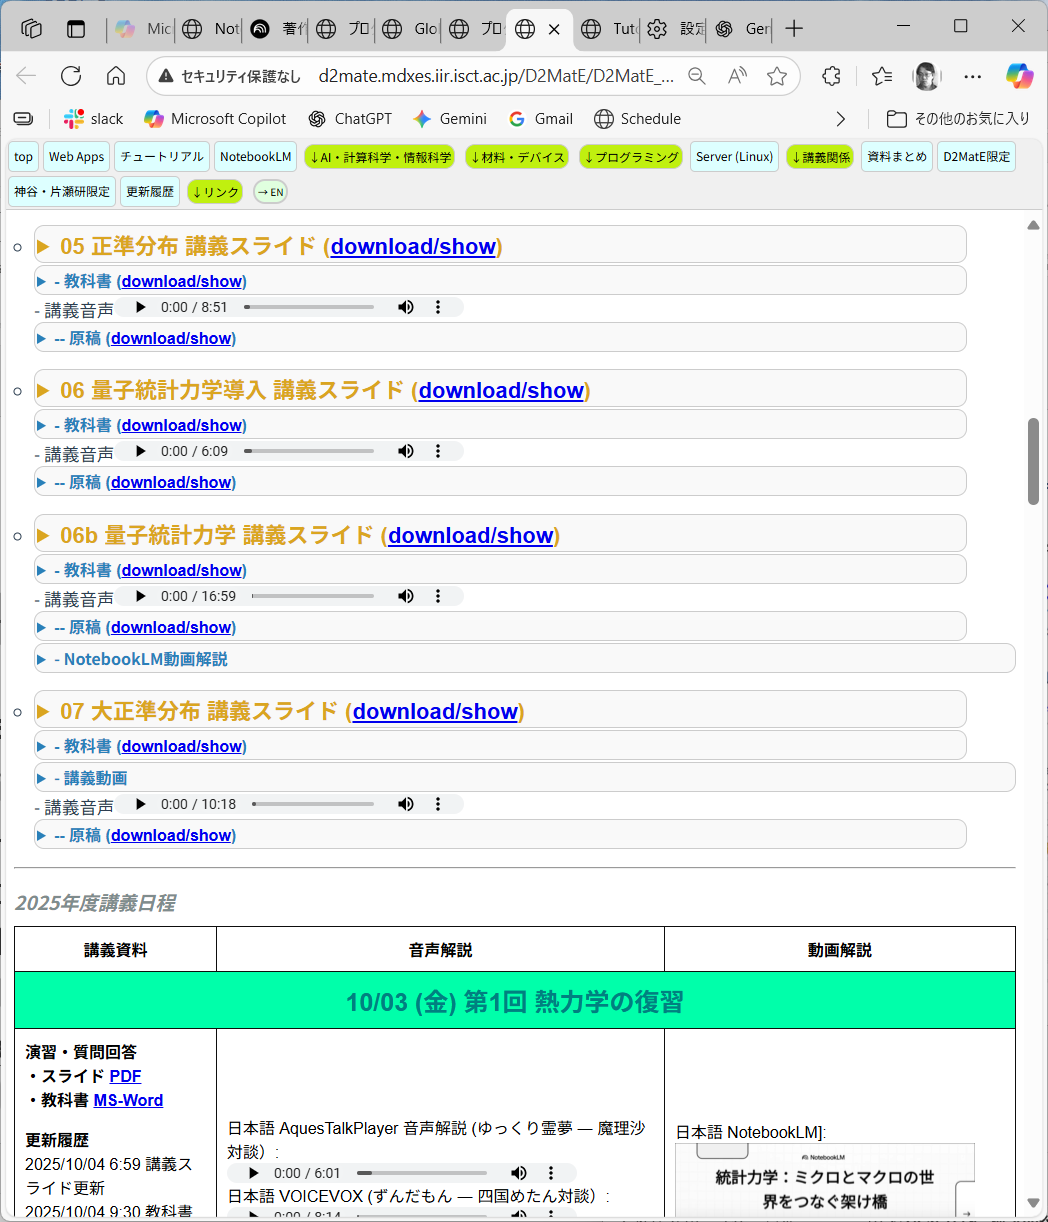 Mic
Not
著作
プロ
Glo
プロ
Tuto
設定
Ger
セキュリティ保護なし
d2mate.mdxes.iir.isct.ac.jp/D2MatE/D2MatE_...
slack
Microsoft Copilot
ChatGPT
Gemini
Gmail
Schedule
その他のお気に入り
top
Web Apps
チュートリアル
NotebookLM
↓AI・計算科学・情報科学
↓材料・デバイス
↓プログラミング
Server (Linux)
↓講義関係
資料まとめ
D2MatE限定
神谷・片瀬研限定
更新履歴
↓リンク
→EN
05 正準分布 講義スライド (download/show)
- 教科書 (download/show)
- 講義音声 0:00 / 8:51
-- 原稿 (download/show)
06 量子統計力学導入 講義スライド (download/show)
- 教科書 (download/show)
- 講義音声 0:00 / 6:09
-- 原稿 (download/show)
06b 量子統計力学 講義スライド (download/show)
- 教科書 (download/show)
- 講義音声 0:00 / 16:59
-- 原稿 (download/show)
- NotebookLM動画解説
07 大正準分布 講義スライド (download/show)
- 教科書 (download/show)
- 講義動画
- 講義音声 0:00 / 10:18
-- 原稿 (download/show)
2025年度講義日程
講義資料
音声解説
動画解説
10/03 (金) 第1回 熱力学の復習
演習・質問回答
・スライド PDF
・教科書 MS-Word
更新履歴
2025/10/04 6:59 講義ス
ライド更新
2025/10/04 9:30 教科書
日本語 AquesTalkPlayer 音声解説 (ゆっくり霊夢 — 魔理沙
対談）:
0:00 / 6:01
日本語 VOICEVOX (ずんだもん — 四国めたん対談）:
0:00 / 8:14
日本語 NotebookLM]:
NotebookLM
統計力学：ミクロとマクロの世
界をつなぐ架け橋